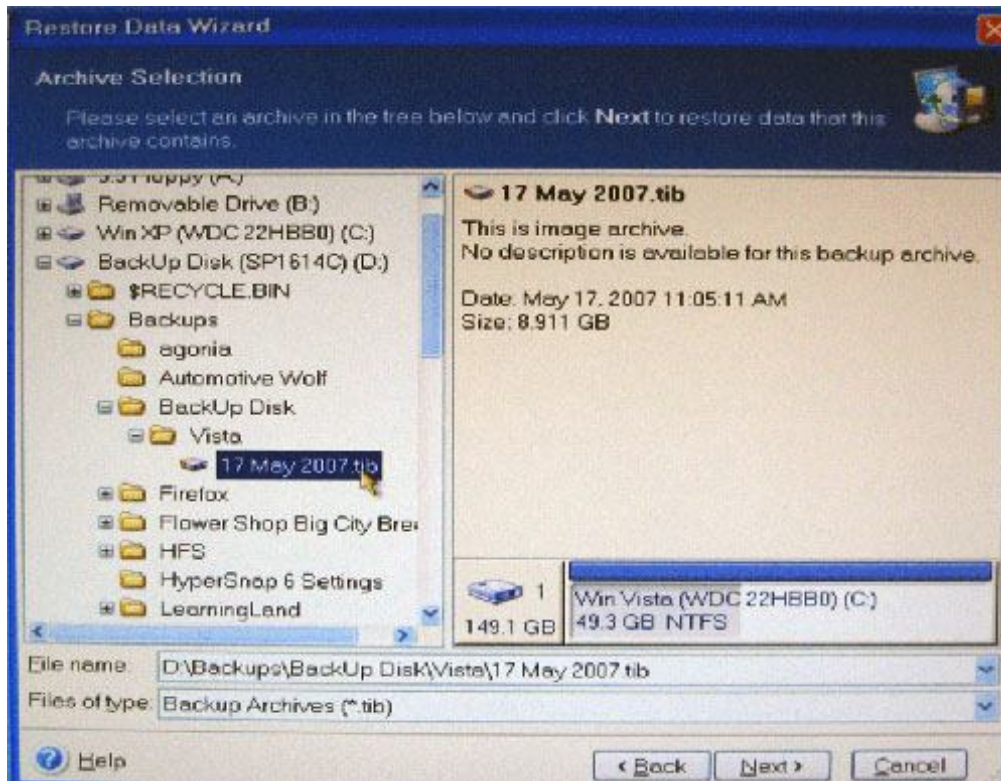 Restore Data Wizard
Archive Selection
Please select an archive in the tree below and click Next to restore data that this
archive contains.
Removable Drive (B:)
Win XP (WDC 22HBB0) (C:)
BackUp Disk (SP1614C) (D:)
$RECYCLE.BIN
Backups
agonia
Automotive Wolf
BackUp Disk
Vista
17 May 2007.tib
Firefox
Flower Shop Big City
HFS
HyperSnap 6 Settings
LearningLand
17 May 2007.tib
This is image archive.
No description is available for this backup archive.
Date: May 17, 2007 11:05:11 AM
Size: 8.911 GB
1
149.1 GB
Win Vista (WDC 22HBB0) (C:)
49.3 GB NTFS
File name: D:\Backups\BackUp Disk\Vista\17 May 2007.tib
Files of type: Backup Archives (*.tib)
Help
< Back
Next >
Cancel